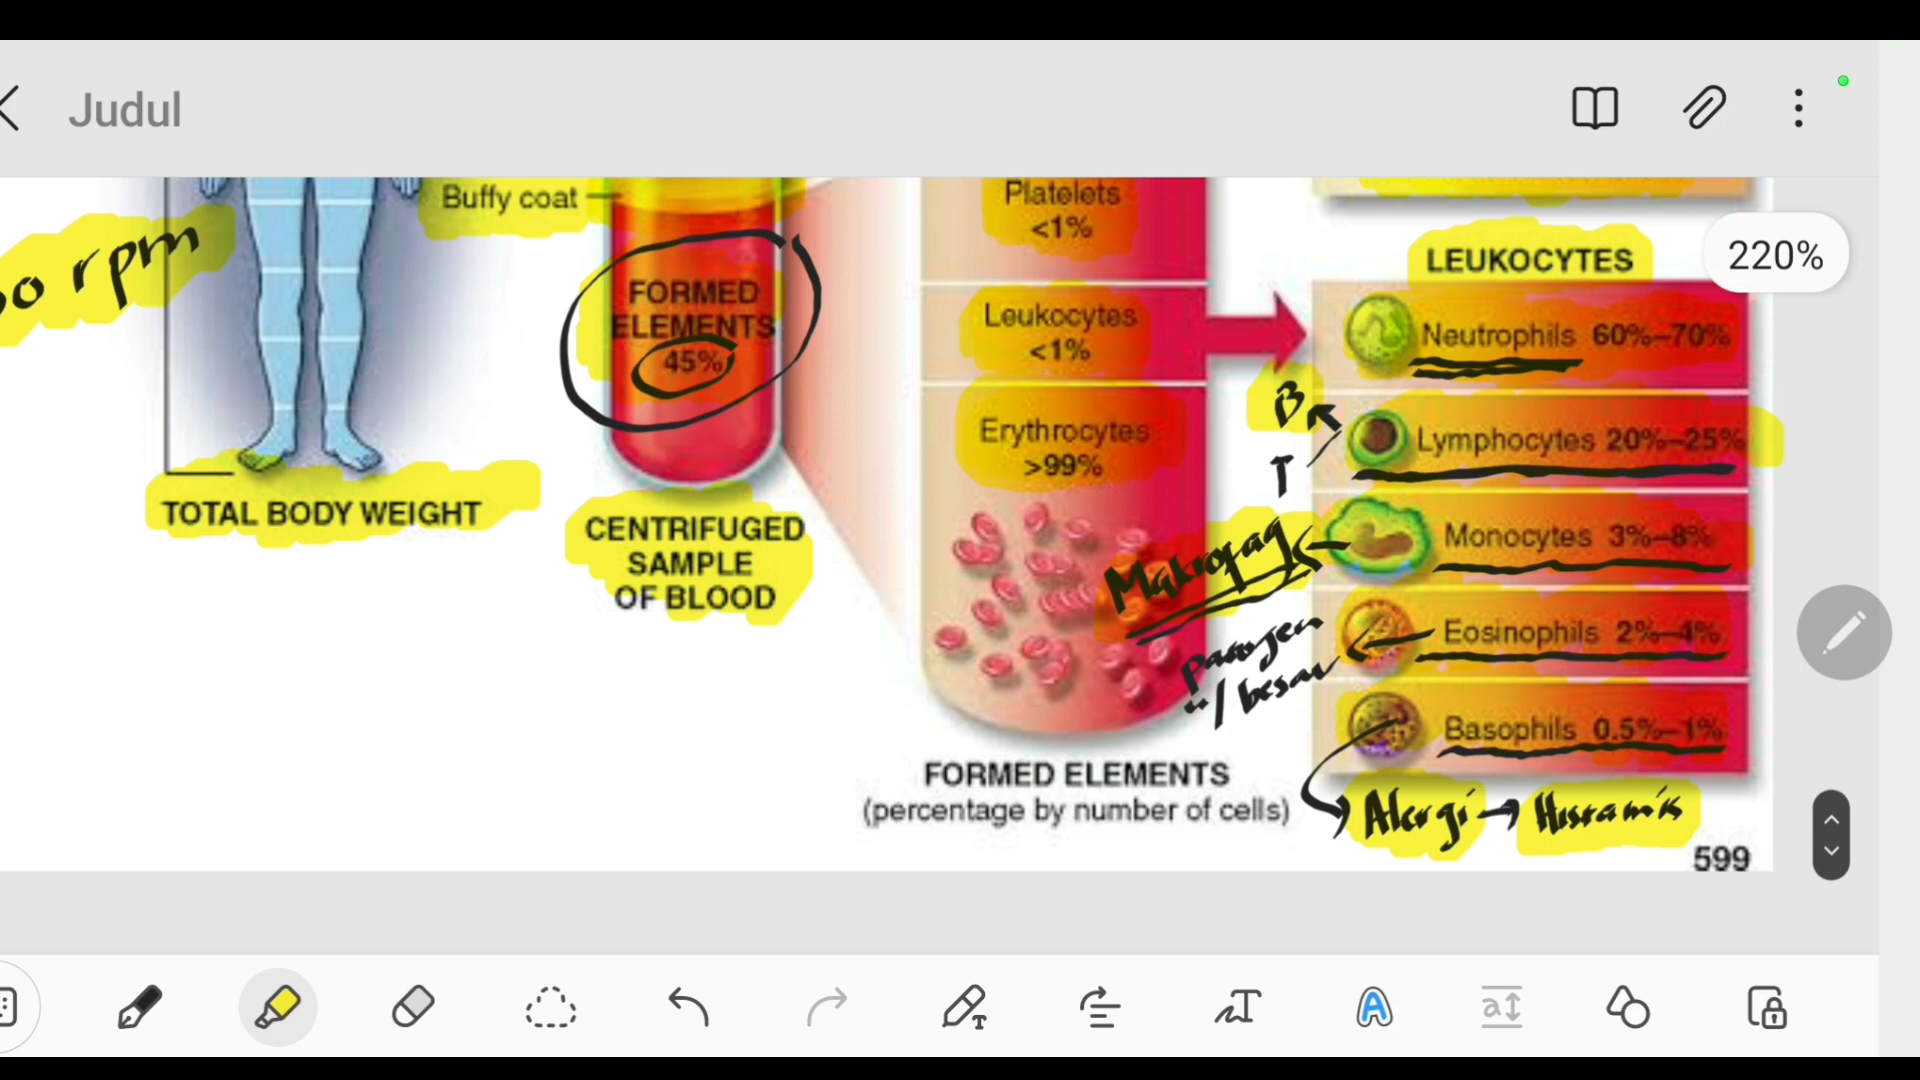 Judul
220%
rpm
Buffy coat
FORMED
ELEMENTS
45%
TOTAL BODY WEIGHT
CENTRIFUGED
SAMPLE
OF BLOOD
Platelets
<1%
Leukocytes
<1%
Erythrocytes
>99%
FORMED ELEMENTS
(percentage by number of cells)
LEUKOCYTES
Neutrophils 60%–70%
B
T
Lymphocytes 20%–25%
Makrofag
Monocytes 3%–8%
besar
Eosinophils 2%–4%
Basophils 0.5%–1%
Alergi → Histamis
599